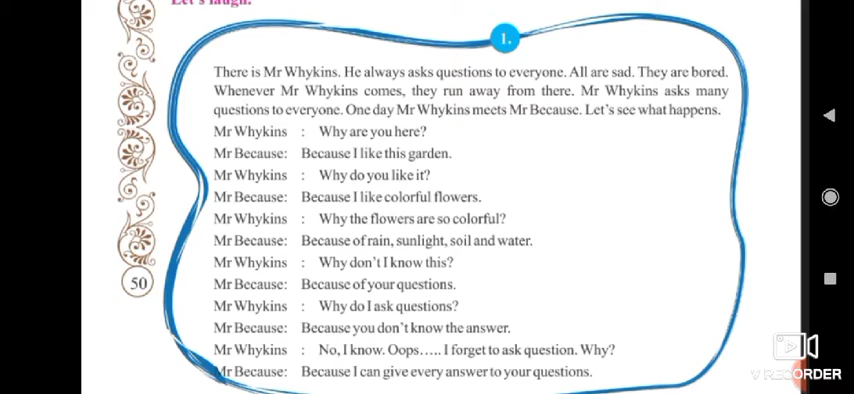 Let's laugh.
1.
There is Mr Whykins. He always asks questions to everyone. All are sad. They are bored.
Whenever Mr Whykins comes, they run away from there. Mr Whykins asks many
questions to everyone. One day Mr Whykins meets Mr Because. Let's see what happens.
Mr Whykins : Why are you here?
Mr Because: Because I like this garden.
Mr Whykins : Why do you like it?
Mr Because: Because I like colorful flowers.
Mr Whykins : Why the flowers are so colorful?
Mr Because: Because of rain, sunlight, soil and water.
Mr Whykins : Why don't I know this?
Mr Because: Because of your questions.
Mr Whykins : Why do I ask questions?
Mr Because: Because you don't know the answer.
Mr Whykins : No, I know. Oops..... I forget to ask question. Why?
Mr Because: Because I can give every answer to your questions.
50
V RECORDER